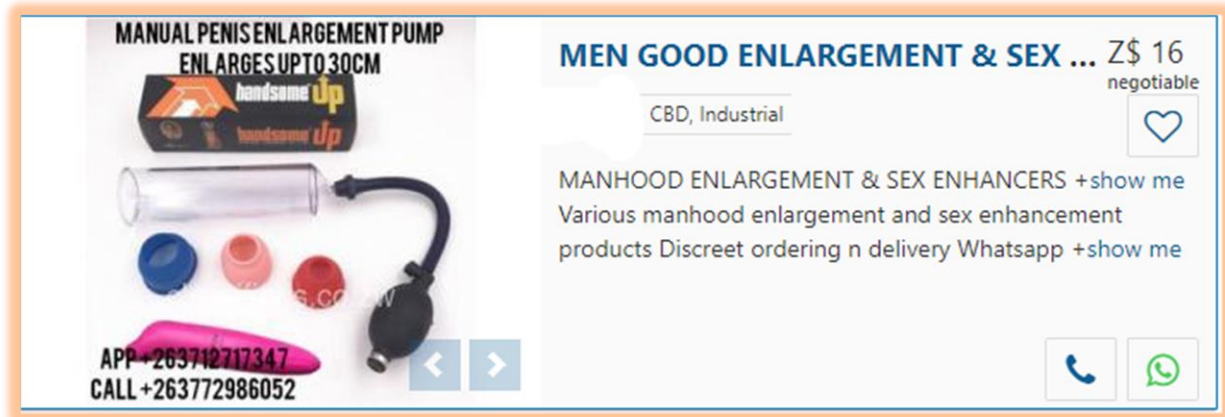 MANUAL PENIS ENLARGEMENT PUMP
ENLARGES UPTO 30CM
handsome Up
handsome Up
APP +263712717347
CALL +263772986052
MEN GOOD ENLARGEMENT & SEX ...
Z$ 16
negotiable
CBD, Industrial
MANHOOD ENLARGEMENT & SEX ENHANCERS +show me
Various manhood enlargement and sex enhancement
products Discreet ordering n delivery Whatsapp +show me